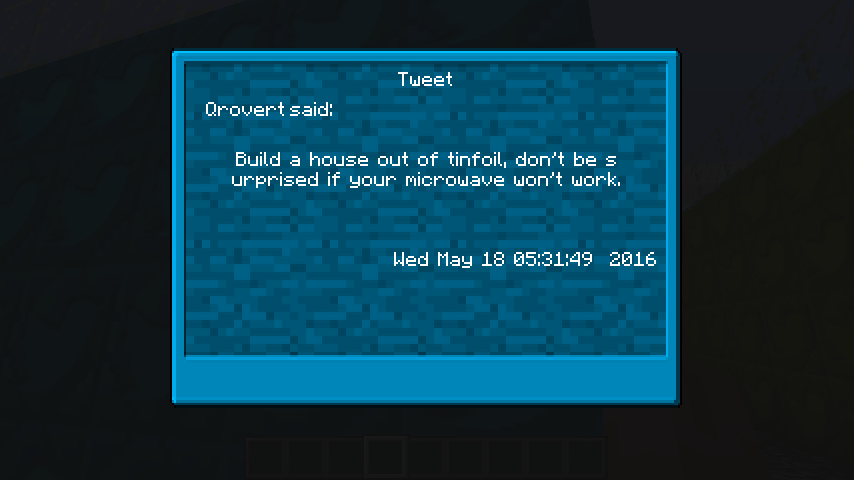 Tweet
Qrovert said:
Build a house out of tinfoil, don't be s
urprised if your microwave won't work.
Wed May 18 05:31:49 2016